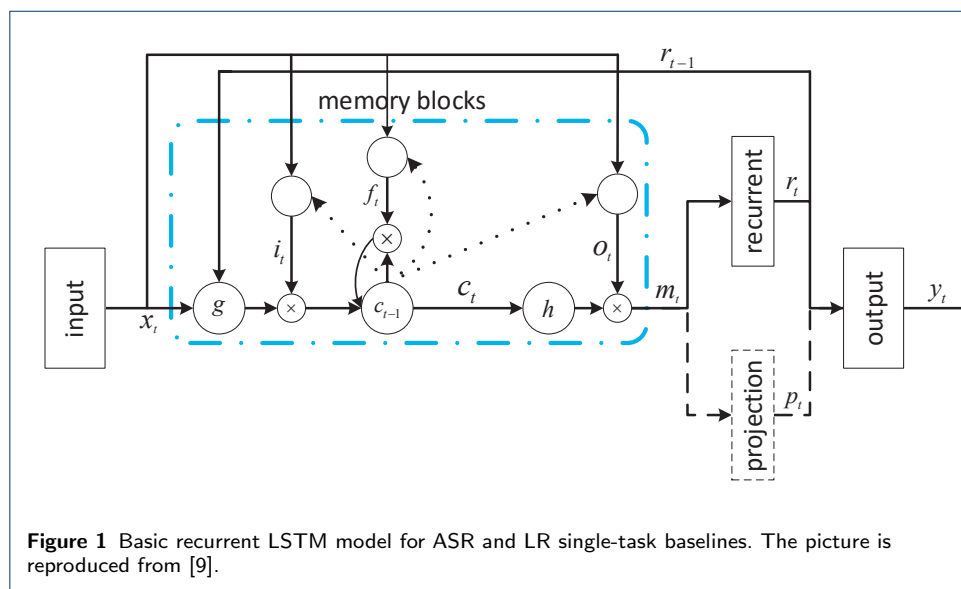 r_{t-1}
memory blocks
f_t
i_t
o_t
recurrent
r_t
input
x_t
g
×
×
c_{t-1}
c_t
h
×
m_t
output
y_t
projection
p_t
Figure 1 Basic recurrent LSTM model for ASR and LR single-task baselines. The picture is
reproduced from [9].